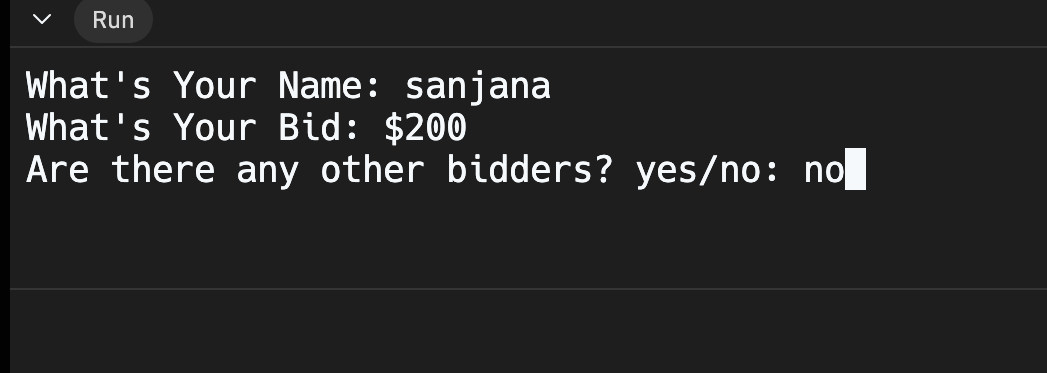 Run
What's Your Name: sanjana
What's Your Bid: $200
Are there any other bidders? yes/no: no